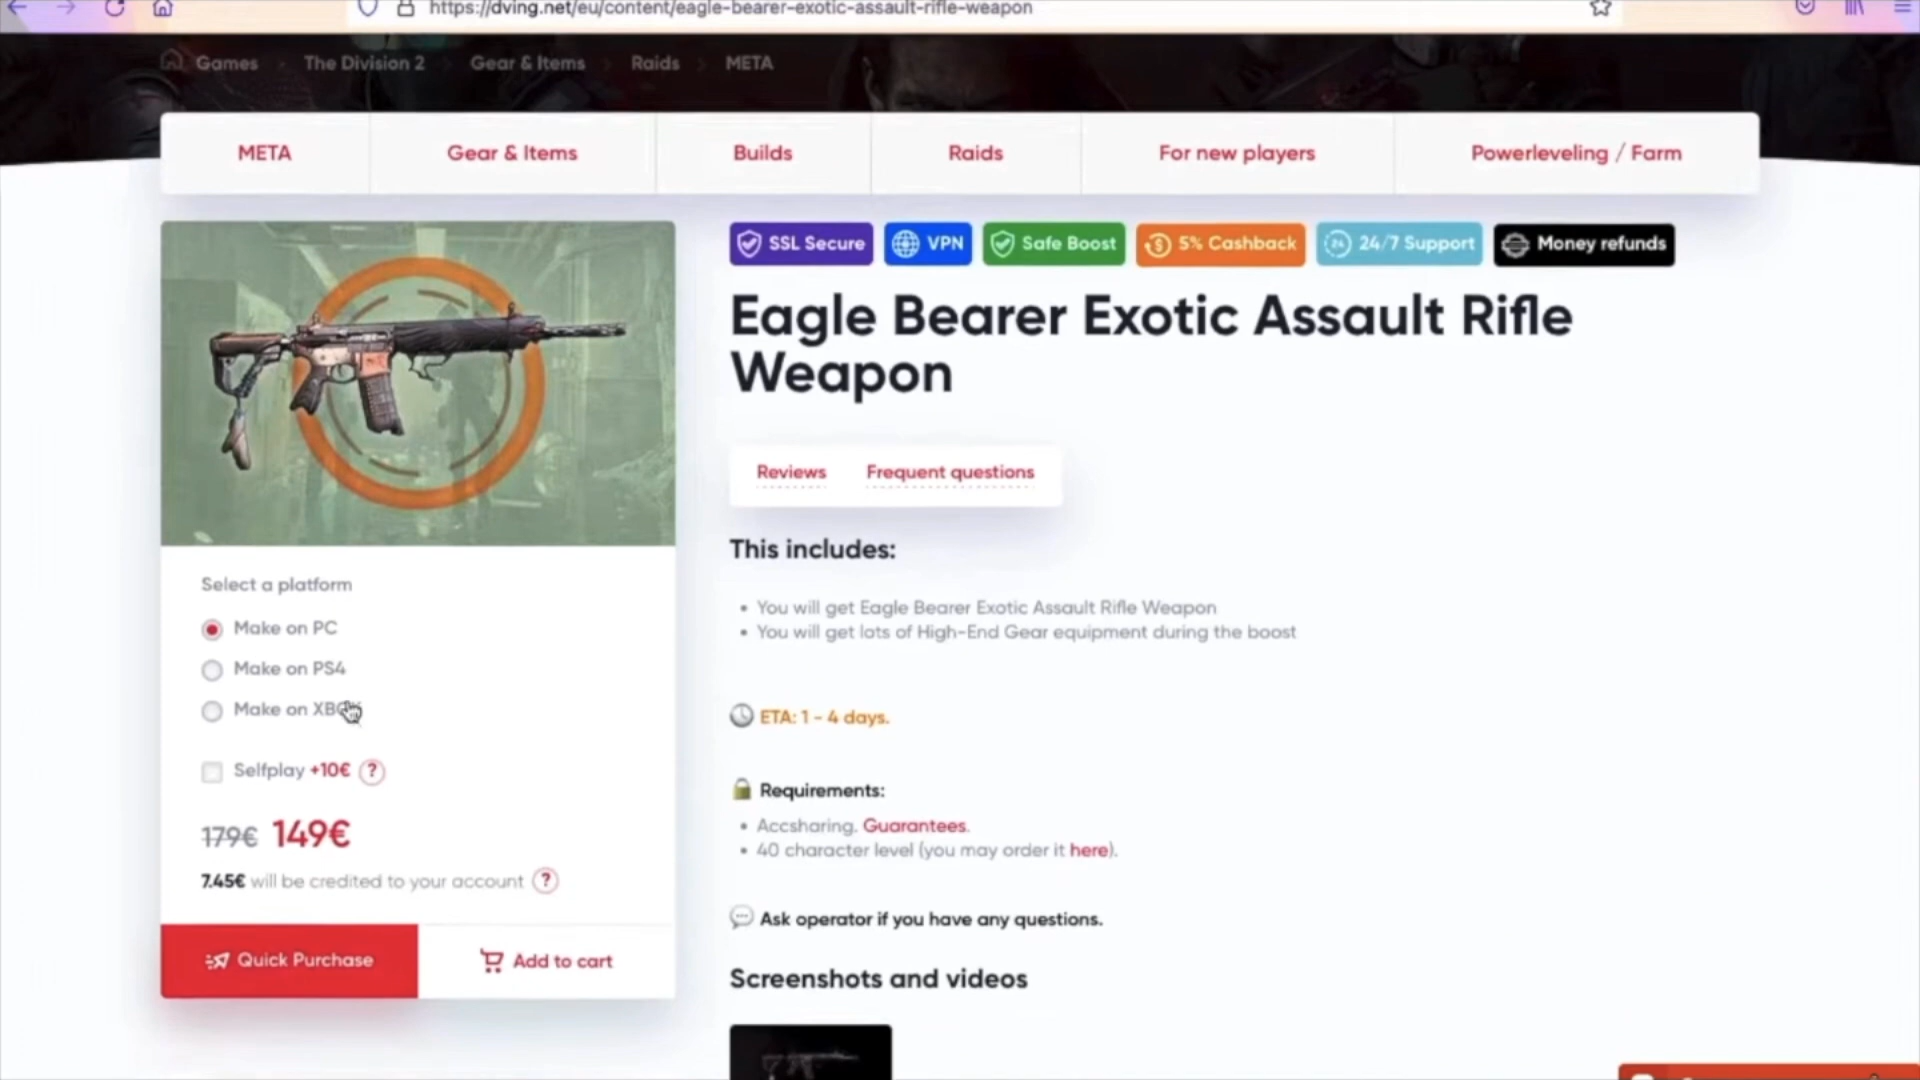 https://dving.net/eu/content/eagle-bearer-exotic-assault-rifle-weapon
Games
The Division 2
Gear & Items
Raids
META
META
Gear & Items
Builds
Raids
For new players
Powerleveling / Farm
SSL Secure
VPN
Safe Boost
5% Cashback
24/7 Support
Money refunds
Eagle Bearer Exotic Assault Rifle
Weapon
Reviews
Frequent questions
This includes:
• You will get Eagle Bearer Exotic Assault Rifle Weapon
• You will get lots of High-End Gear equipment during the boost
ETA: 1 - 4 days.
Requirements:
• Accsharing. Guarantees.
• 40 character level (you may order it here).
Ask operator if you have any questions.
Screenshots and videos
Select a platform
Make on PC
Make on PS4
Make on
Selfplay +10€ ?
179€ 149€
7.45€ will be credited to your account ?
Quick Purchase
Add to cart